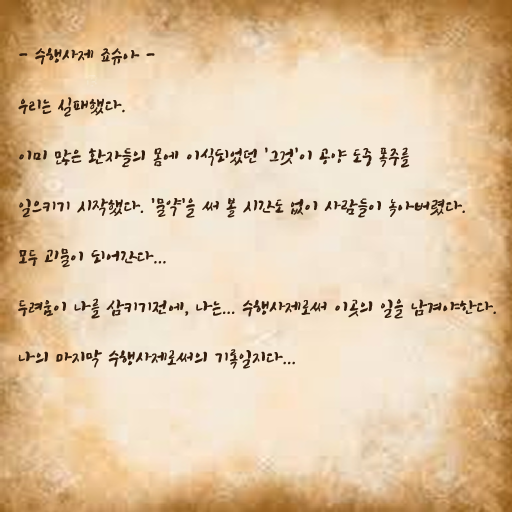 - 수행사제 죠슈아 -
우리는 실패했다.
이미 많은 환자들의 몸에 이식되었던 '그것'이 공양 도중 폭주를
일으키기 시작했다. '물약'을 써 볼 시간도 없이 사람들이 녹아버렸다.
모두 괴물이 되어간다...
두려움이 나를 삼키기전에, 나는... 수행사제로써 이곳의 일을 남겨야한다.
나의 마지막 수행사제로써의 기록일지다...